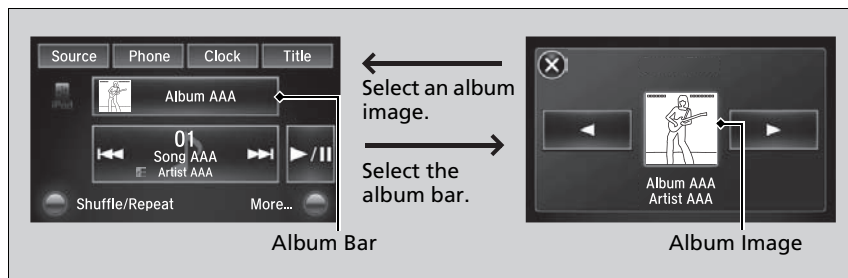 Source Phone Clock Title
iPod
Album AAA
01
Song AAA
Artist AAA
Shuffle/Repeat More...
Album Bar
Select an album
image.
Select the
album bar.
Album AAA
Artist AAA
Album Image